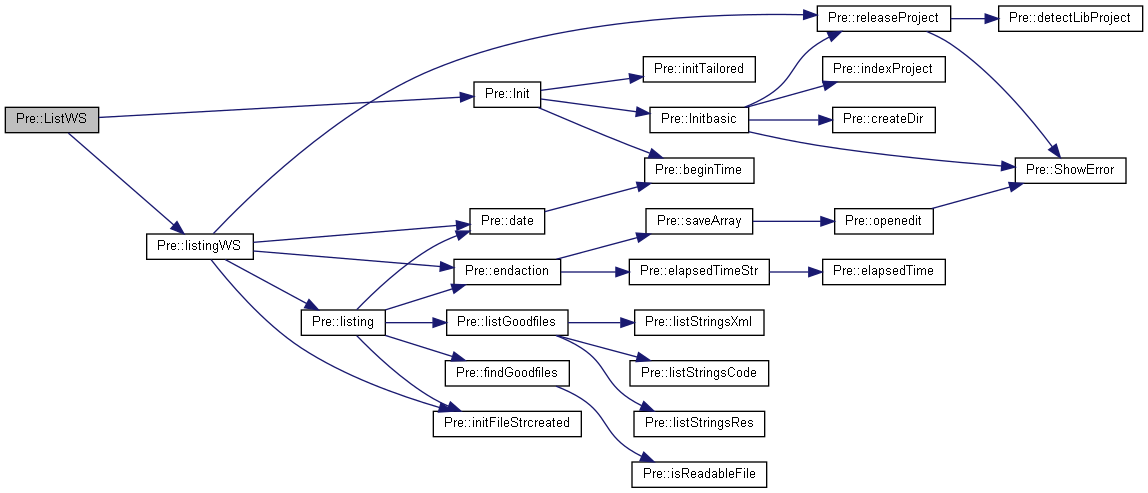 Pre::ListWS
Pre::Init
Pre::listingWS
Pre::initTailored
Pre::Initbasic
Pre::beginTime
Pre::releaseProject
Pre::detectLibProject
Pre::indexProject
Pre::createDir
Pre::ShowError
Pre::date
Pre::endaction
Pre::saveArray
Pre::openedit
Pre::elapsedTimeStr
Pre::elapsedTime
Pre::listing
Pre::listGoodfiles
Pre::listStringsXml
Pre::findGoodfiles
Pre::listStringsCode
Pre::initFileStrcreated
Pre::listStringsRes
Pre::isReadableFile